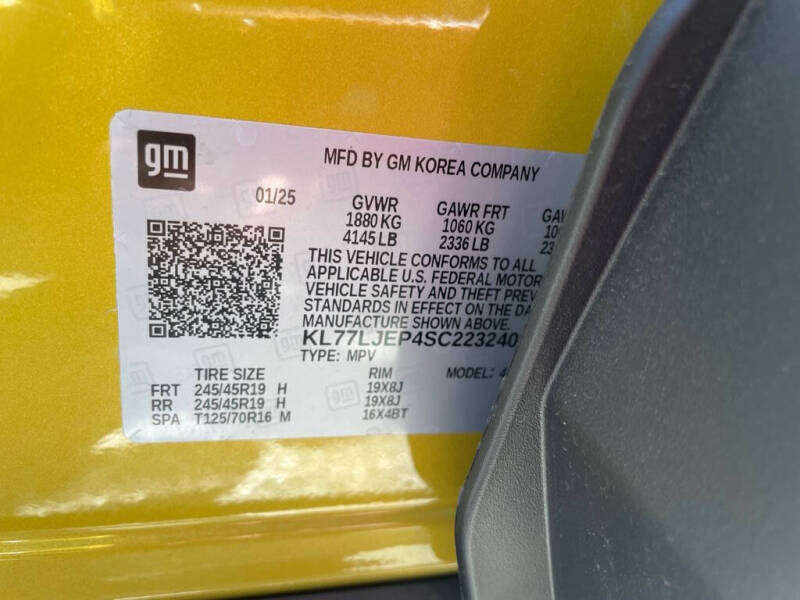 gm
MFD BY GM KOREA COMPANY
01/25
GVWR GAWR FRT
1880 KG 1060 KG
4145 LB 2336 LB
THIS VEHICLE CONFORMS TO ALL
APPLICABLE U.S. FEDERAL MOTOR
VEHICLE SAFETY AND THEFT PREV
STANDARDS IN EFFECT ON THE DA
MANUFACTURE SHOWN ABOVE.
KL77LJEP4SC223240
TYPE: MPV
TIRE SIZE RIM MODEL: 4
FRT 245/45R19 H 19X8J
RR 245/45R19 H 19X8J
SPA T125/70R16 M 16X4BT